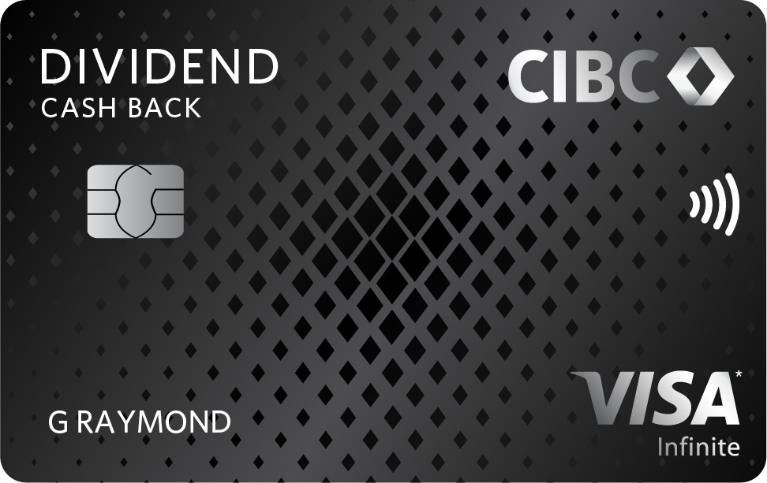 DIVIDEND
CASH BACK
CIBC
G RAYMOND
VISA*
Infinite